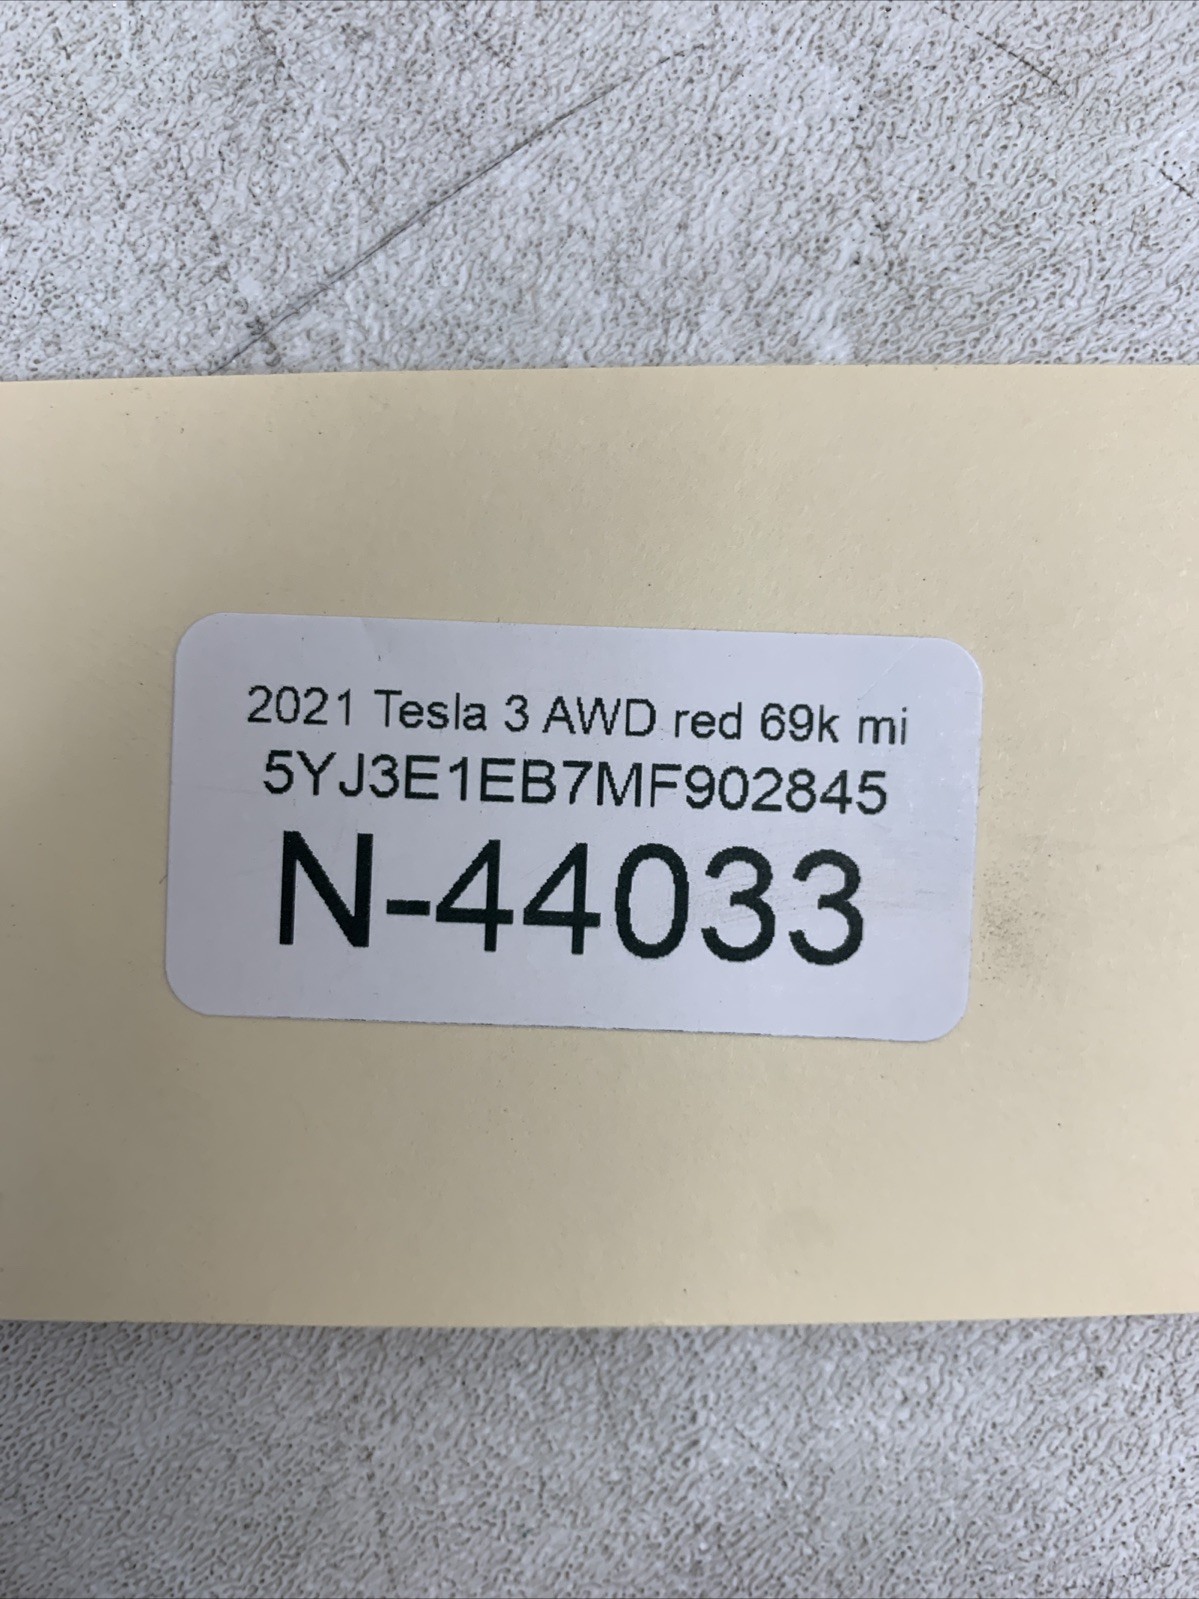 2021 Tesla 3 AWD red 69k mi
5YJ3E1EB7MF902845
N-44033